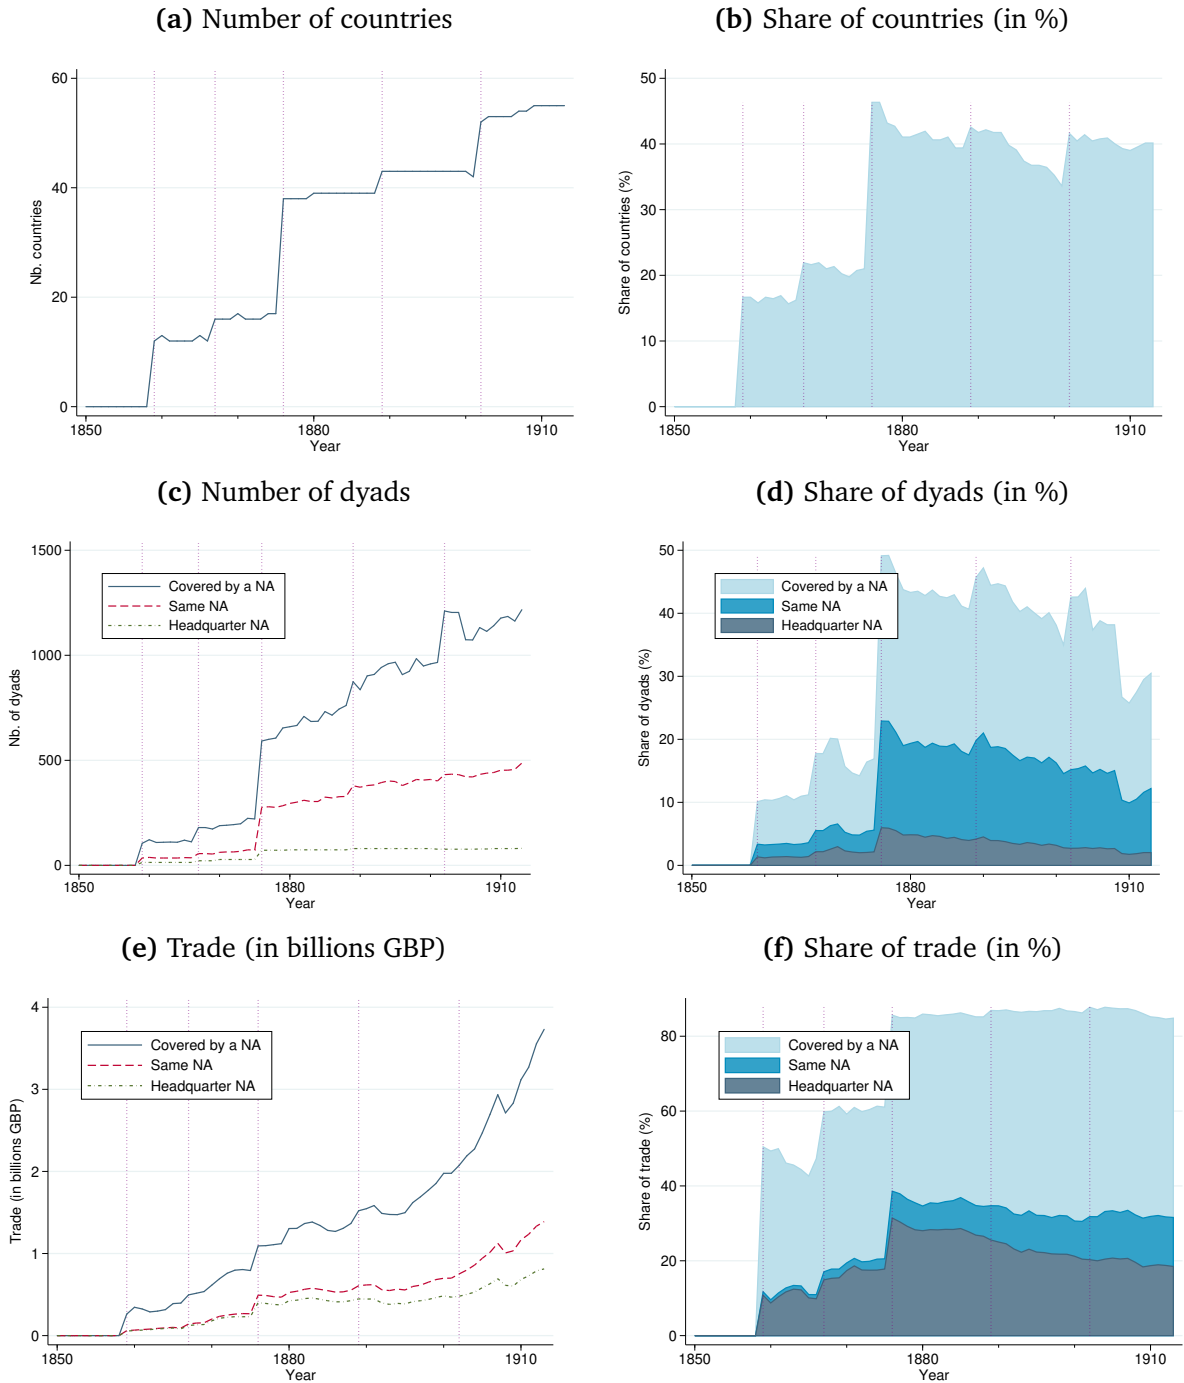 (a) Number of countries
60
40
20
0
Nb. countries
1850
1880
1910
Year
(b) Share of countries (in %)
50
40
30
20
10
0
Share of countries (%)
1850
1880
1910
Year
(c) Number of dyads
1500
1000
500
0
Nb. of dyads
Covered by a NA
Same NA
Headquarter NA
1850
1880
1910
Year
(d) Share of dyads (in %)
50
40
30
20
10
0
Share of dyads (%)
Covered by a NA
Same NA
Headquarter NA
1850
1880
1910
Year
(e) Trade (in billions GBP)
4
3
2
1
0
Trade (in billions GBP)
Covered by a NA
Same NA
Headquarter NA
1850
1880
1910
Year
(f) Share of trade (in %)
80
60
40
20
0
Share of trade (%)
Covered by a NA
Same NA
Headquarter NA
1850
1880
1910
Year